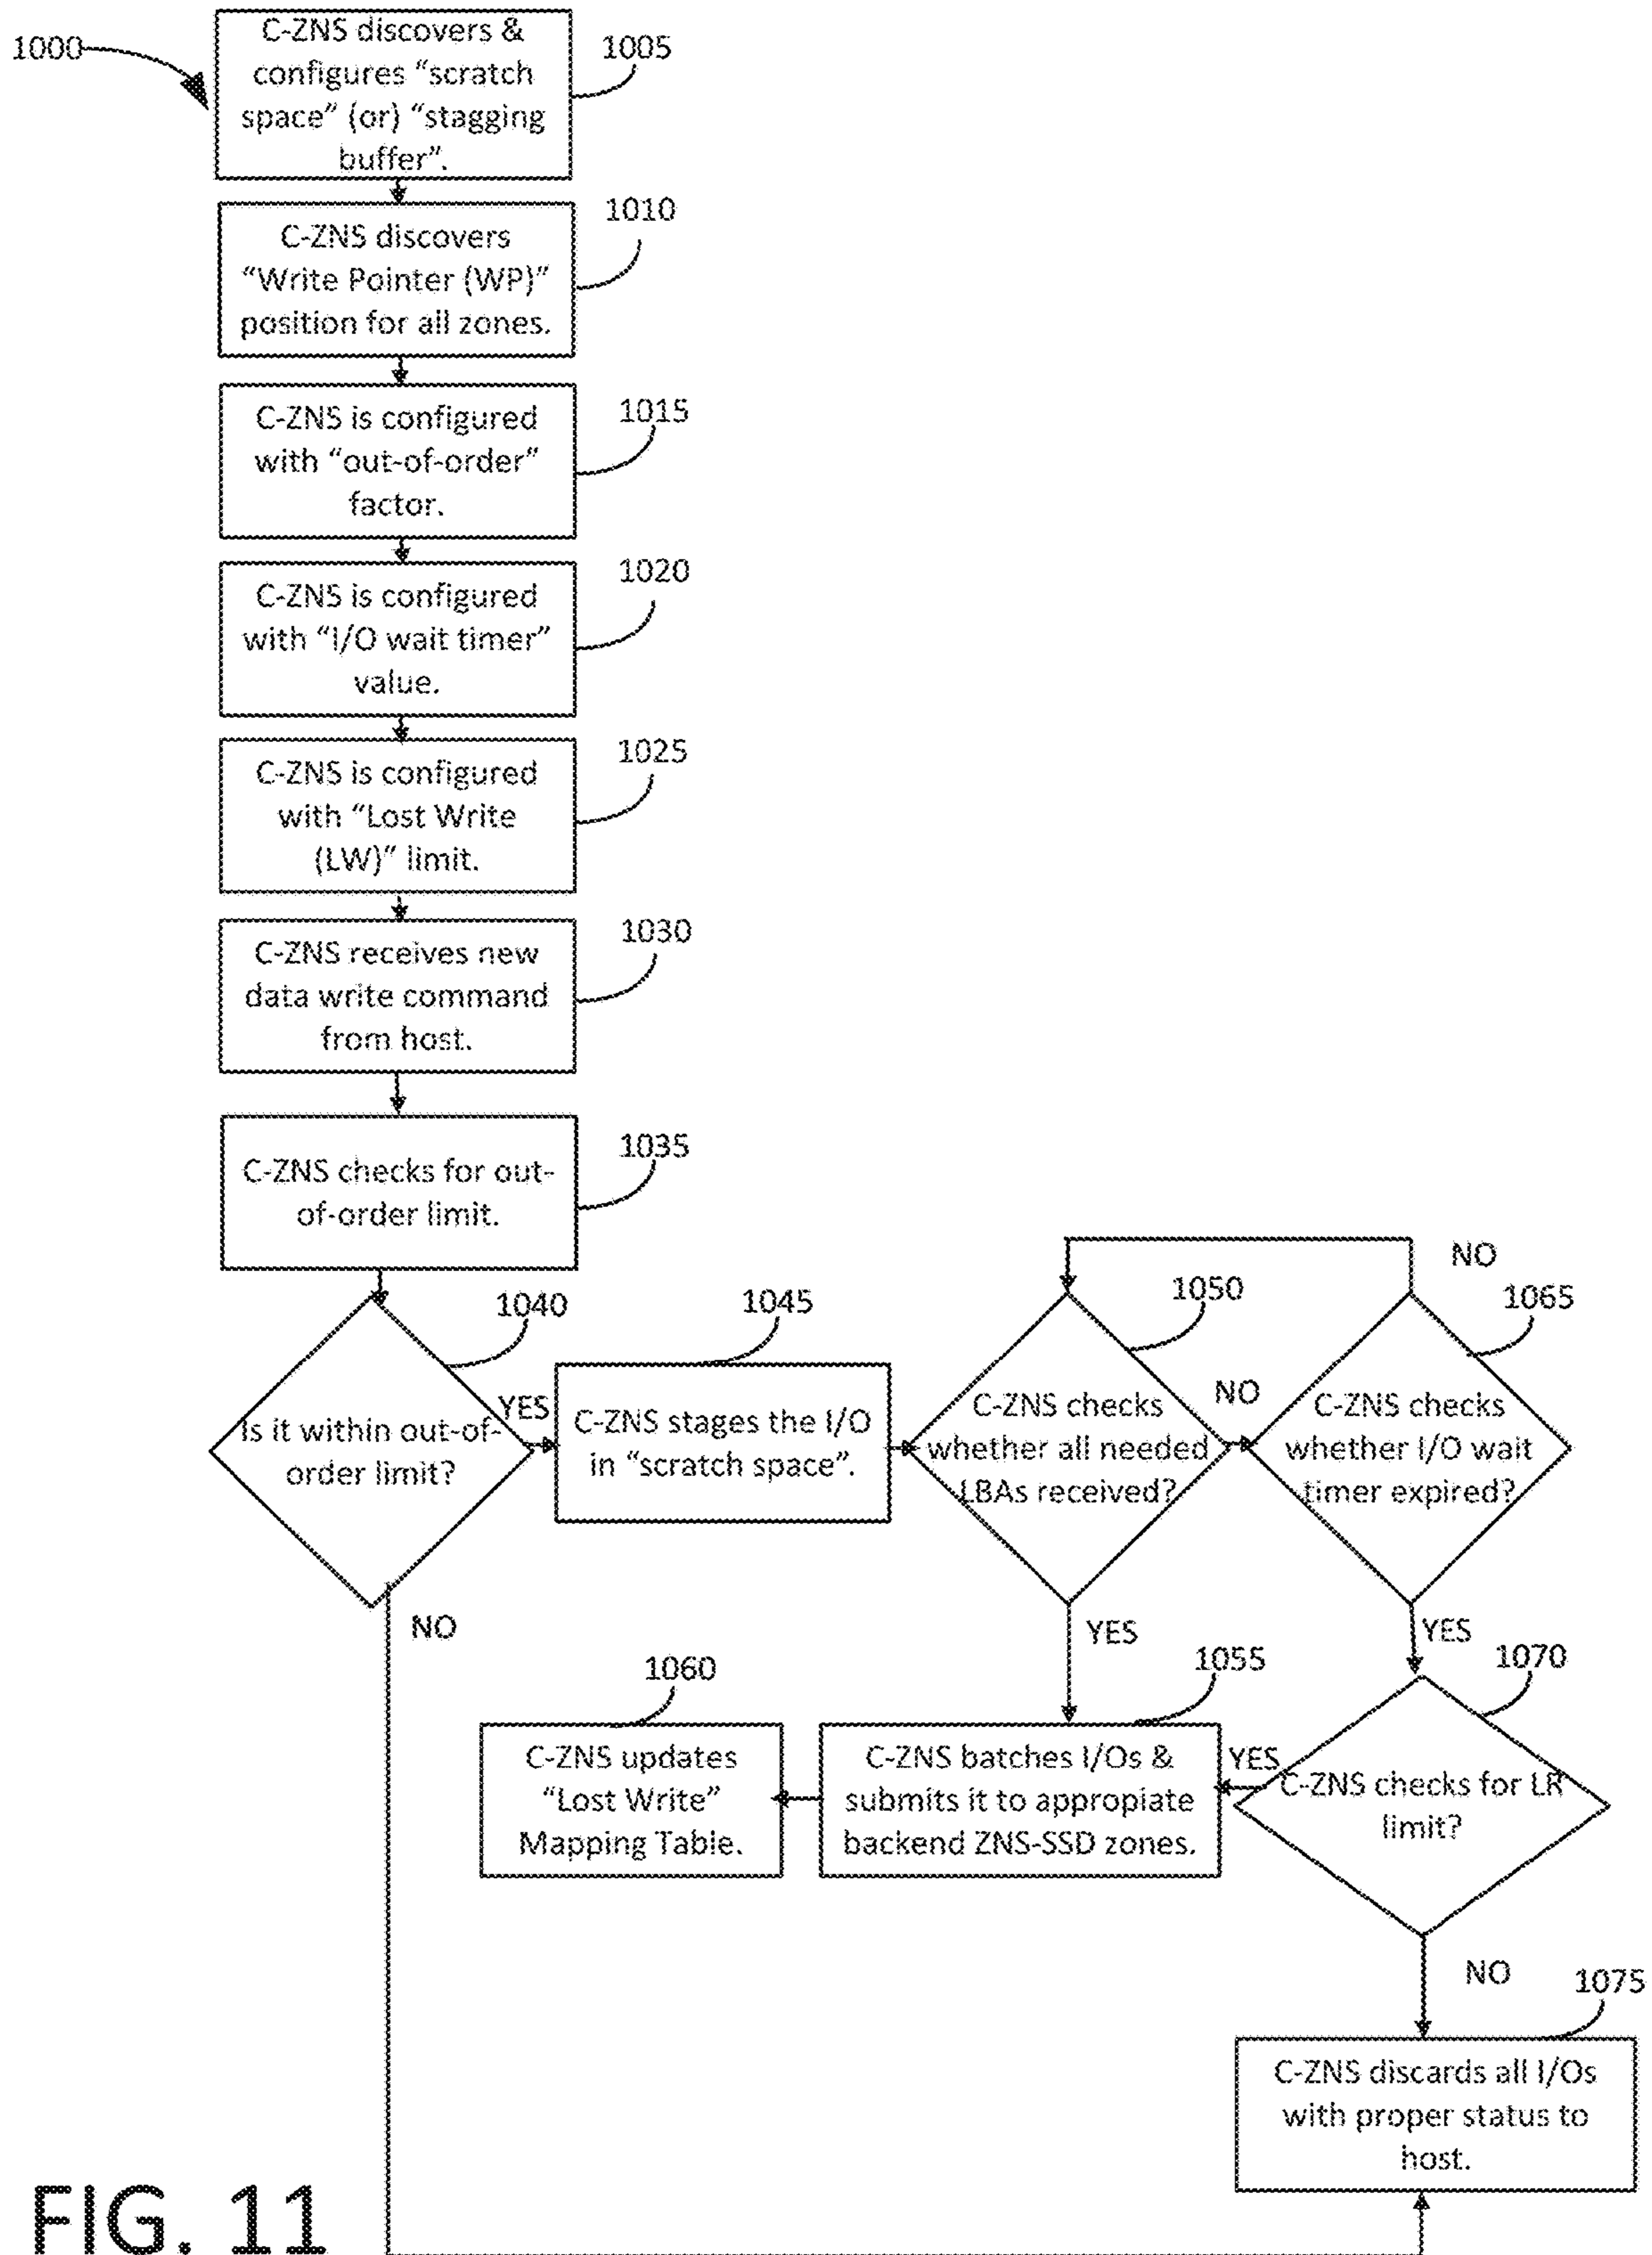 1000
C-ZNS discovers &
configures “scratch
space” (or) “stagging
buffer”.
1005
C-ZNS discovers
“Write Pointer (WP)”
position for all zones.
1010
C-ZNS is configured
with “out-of-order”
factor.
1015
C-ZNS is configured
with “I/O wait timer”
value.
1020
C-ZNS is configured
with “Lost Write
(LW)” limit.
1025
C-ZNS receives new
data write command
from host.
1030
C-ZNS checks for out-
of-order limit.
1035
Is it within out-of-
order limit?
1040
YES
NO
C-ZNS stages the I/O
in “scratch space”.
1045
C-ZNS checks
whether all needed
LBAs received?
1050
NO
YES
C-ZNS checks
whether I/O wait
timer expired?
1065
NO
YES
C-ZNS updates
“Lost Write”
Mapping Table.
1060
C-ZNS batches I/Os &
submits it to appropiate
backend ZNS-SSD zones.
1055
YES
C-ZNS checks for LR
limit?
1070
NO
C-ZNS discards all I/Os
with proper status to
host.
1075
FIG. 11